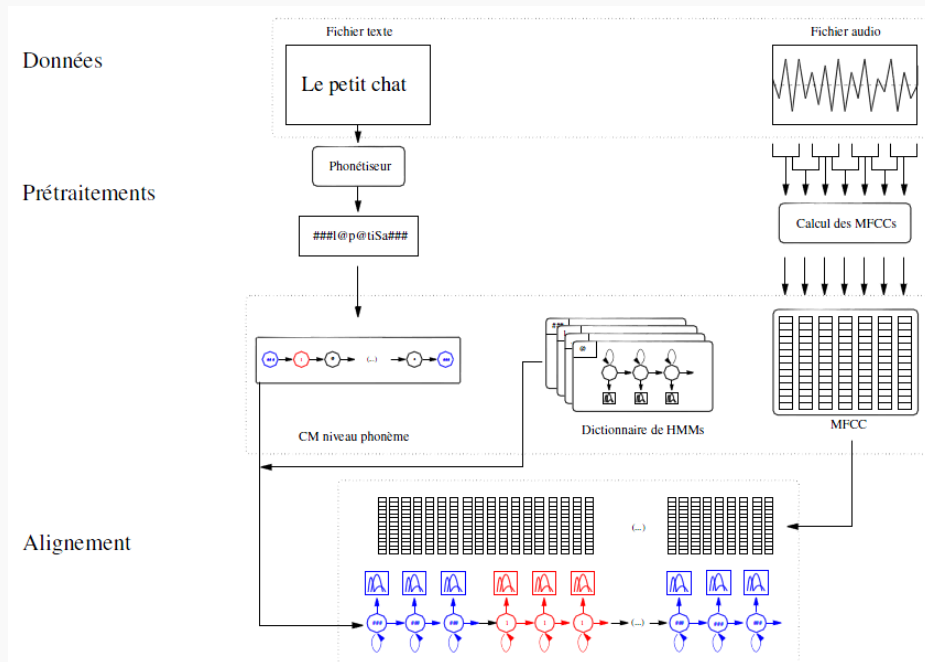 Fichier texte
Fichier audio
Données
Le petit chat
Phonétiseur
Prétraitements
###l@p@tiSa###
Calcul des MFCCs
###
l
@
(...)
###
@
CM niveau phonème
Dictionnaire de HMMs
MFCC
(...)
Alignement
### ### ### l l l (...) ### ### ###